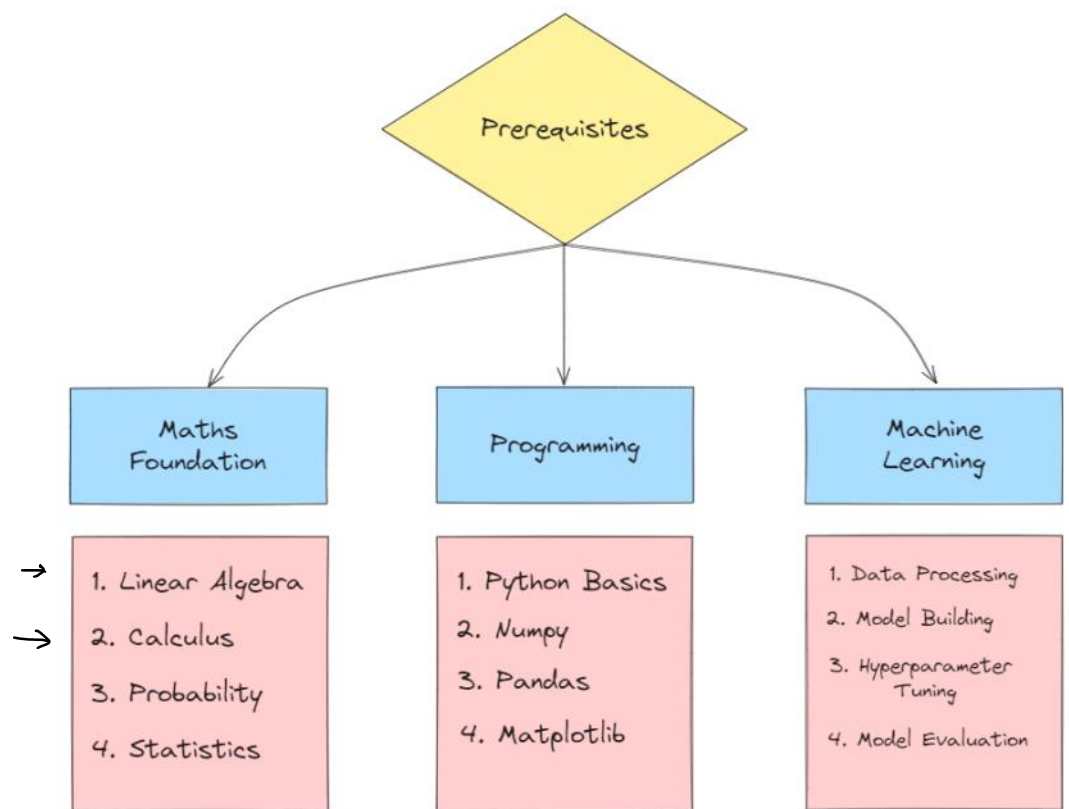 Prerequisites
Maths
Foundation
Programming
Machine
Learning
1. Linear Algebra
2. Calculus
3. Probability
4. Statistics
1. Python Basics
2. Numpy
3. Pandas
4. Matplotlib
1. Data Processing
2. Model Building
3. Hyperparameter
Tuning
4. Model Evaluation